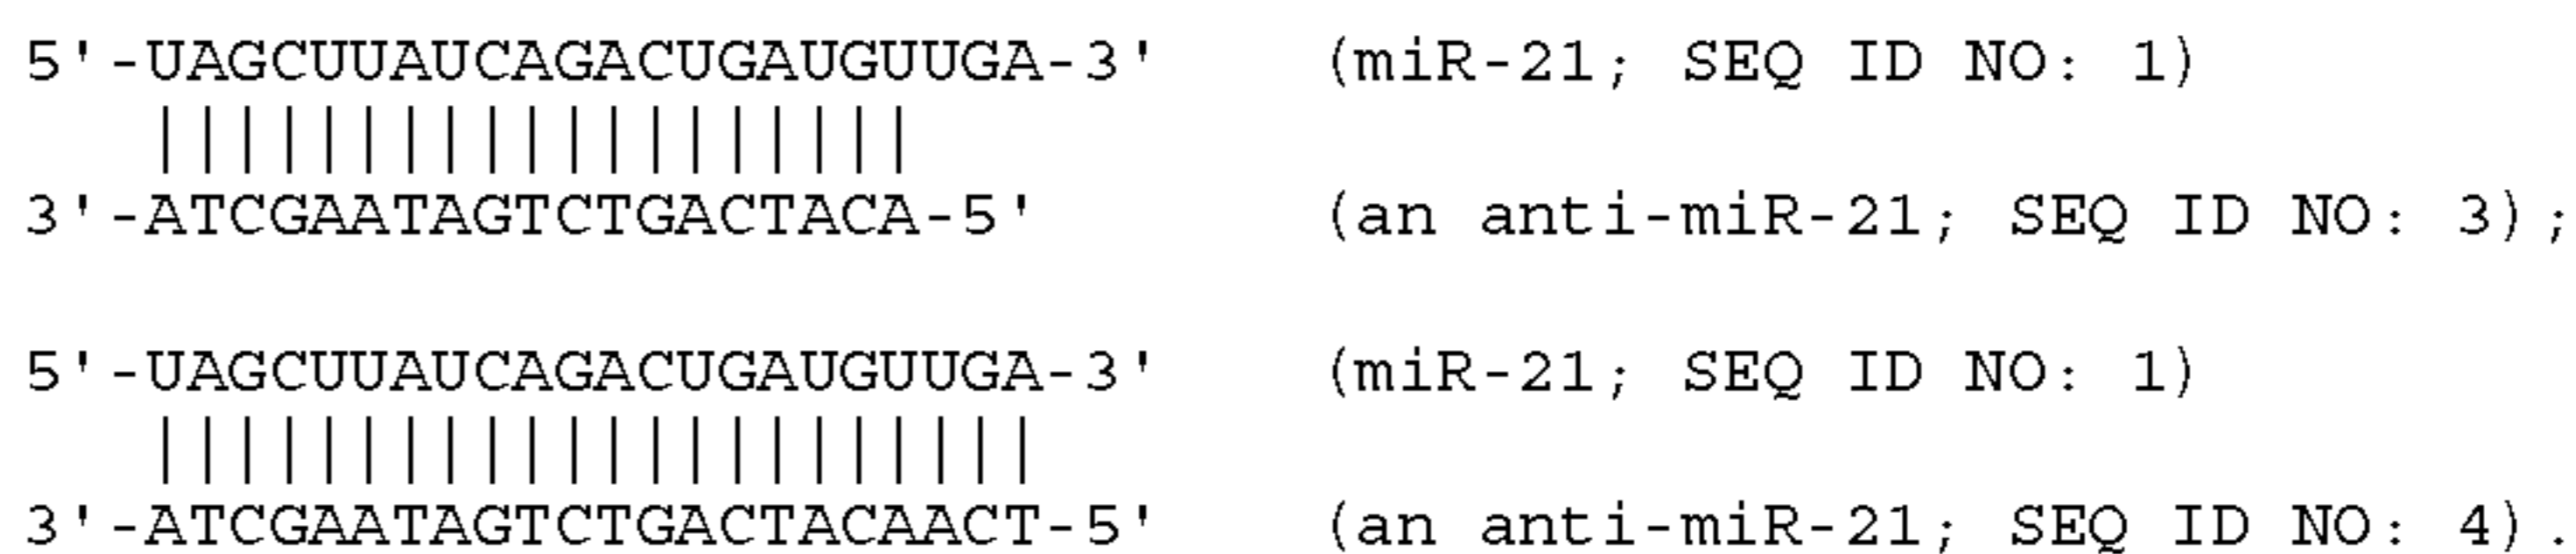 5'-UAGCUUAUCAGACUGAUGUUGA-3' (miR-21; SEQ ID NO: 1)
|||||||||||||||||||
3'-ATCGAATAGTCTGACTACA-5' (an anti-miR-21; SEQ ID NO: 3);
5'-UAGCUUAUCAGACUGAUGUUGA-3' (miR-21; SEQ ID NO: 1)
||||||||||||||||||||||
3'-ATCGAATAGTCTGACTACAACT-5' (an anti-miR-21; SEQ ID NO: 4).